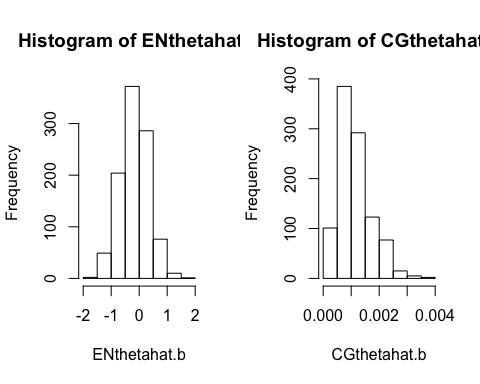 Histogram of ENthetahat
Frequency
0
100
200
300
-2 -1 0 1 2
ENthetahat.b
Histogram of CGthetahat
Frequency
0
100
200
300
400
0.000 0.002 0.004
CGthetahat.b